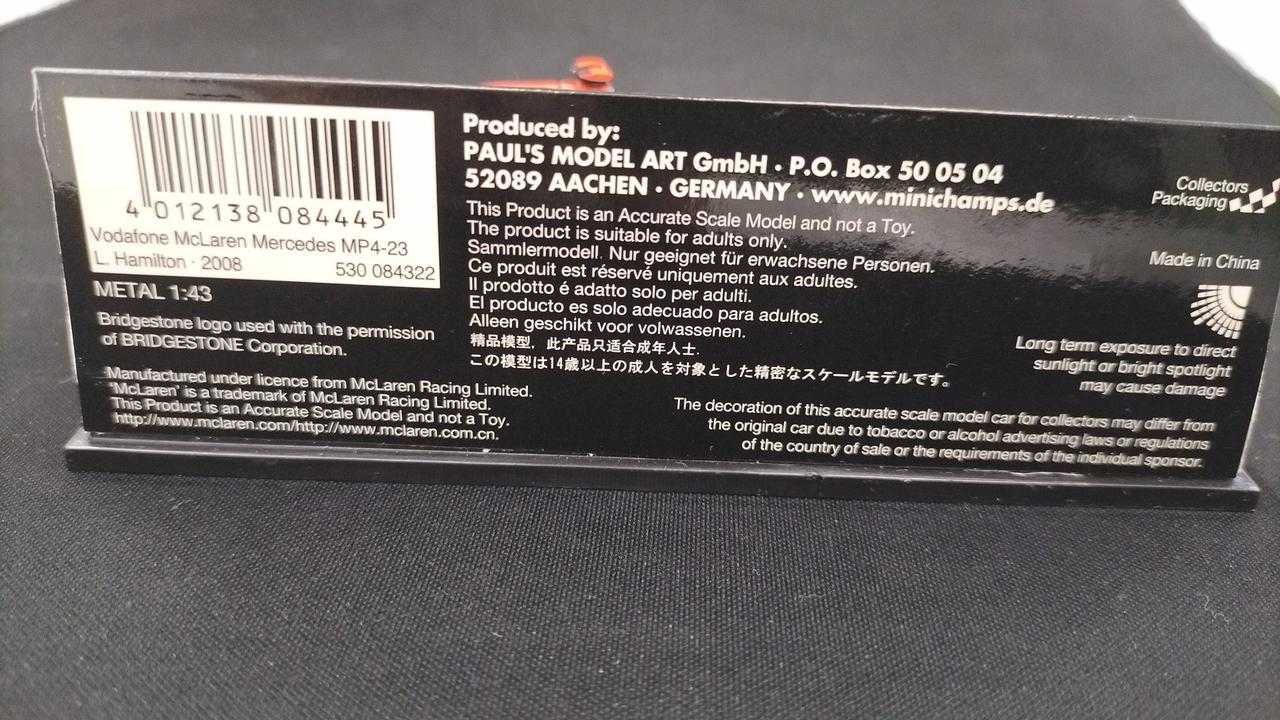 4 012138 084445
Vodafone McLaren Mercedes MP4-23
L. Hamilton · 2008 530 084322
METAL 1:43
Bridgestone logo used with the permission
of BRIDGESTONE Corporation.
Manufactured under licence from McLaren Racing Limited.
'McLaren' is a trademark of McLaren Racing Limited.
This Product is an Accurate Scale Model and not a Toy.
http://www.mclaren.com/http://www.mclaren.com.cn.
Produced by:
PAUL'S MODEL ART GmbH · P.O. Box 50 05 04
52089 AACHEN · GERMANY · www.minichamps.de
This Product is an Accurate Scale Model and not a Toy.
The product is suitable for adults only.
Sammlermodell. Nur geeignet für erwachsene Personen.
Ce produit est réservé uniquement aux adultes.
Il prodotto é adatto solo per adulti.
El producto es solo adecuado para adultos.
Alleen geschikt voor volwassenen.
精品模型，此产品只适合成年人士.
この模型は14歳以上の成人を対象とした精密なスケールモデルです。
Collectors
Packaging
Made in China
Long term exposure to direct
sunlight or bright spotlight
may cause damage
The decoration of this accurate scale model car for collectors may differ from
the original car due to tobacco or alcohol advertising laws or regulations
of the country of sale or the requirements of the individual sponsor.